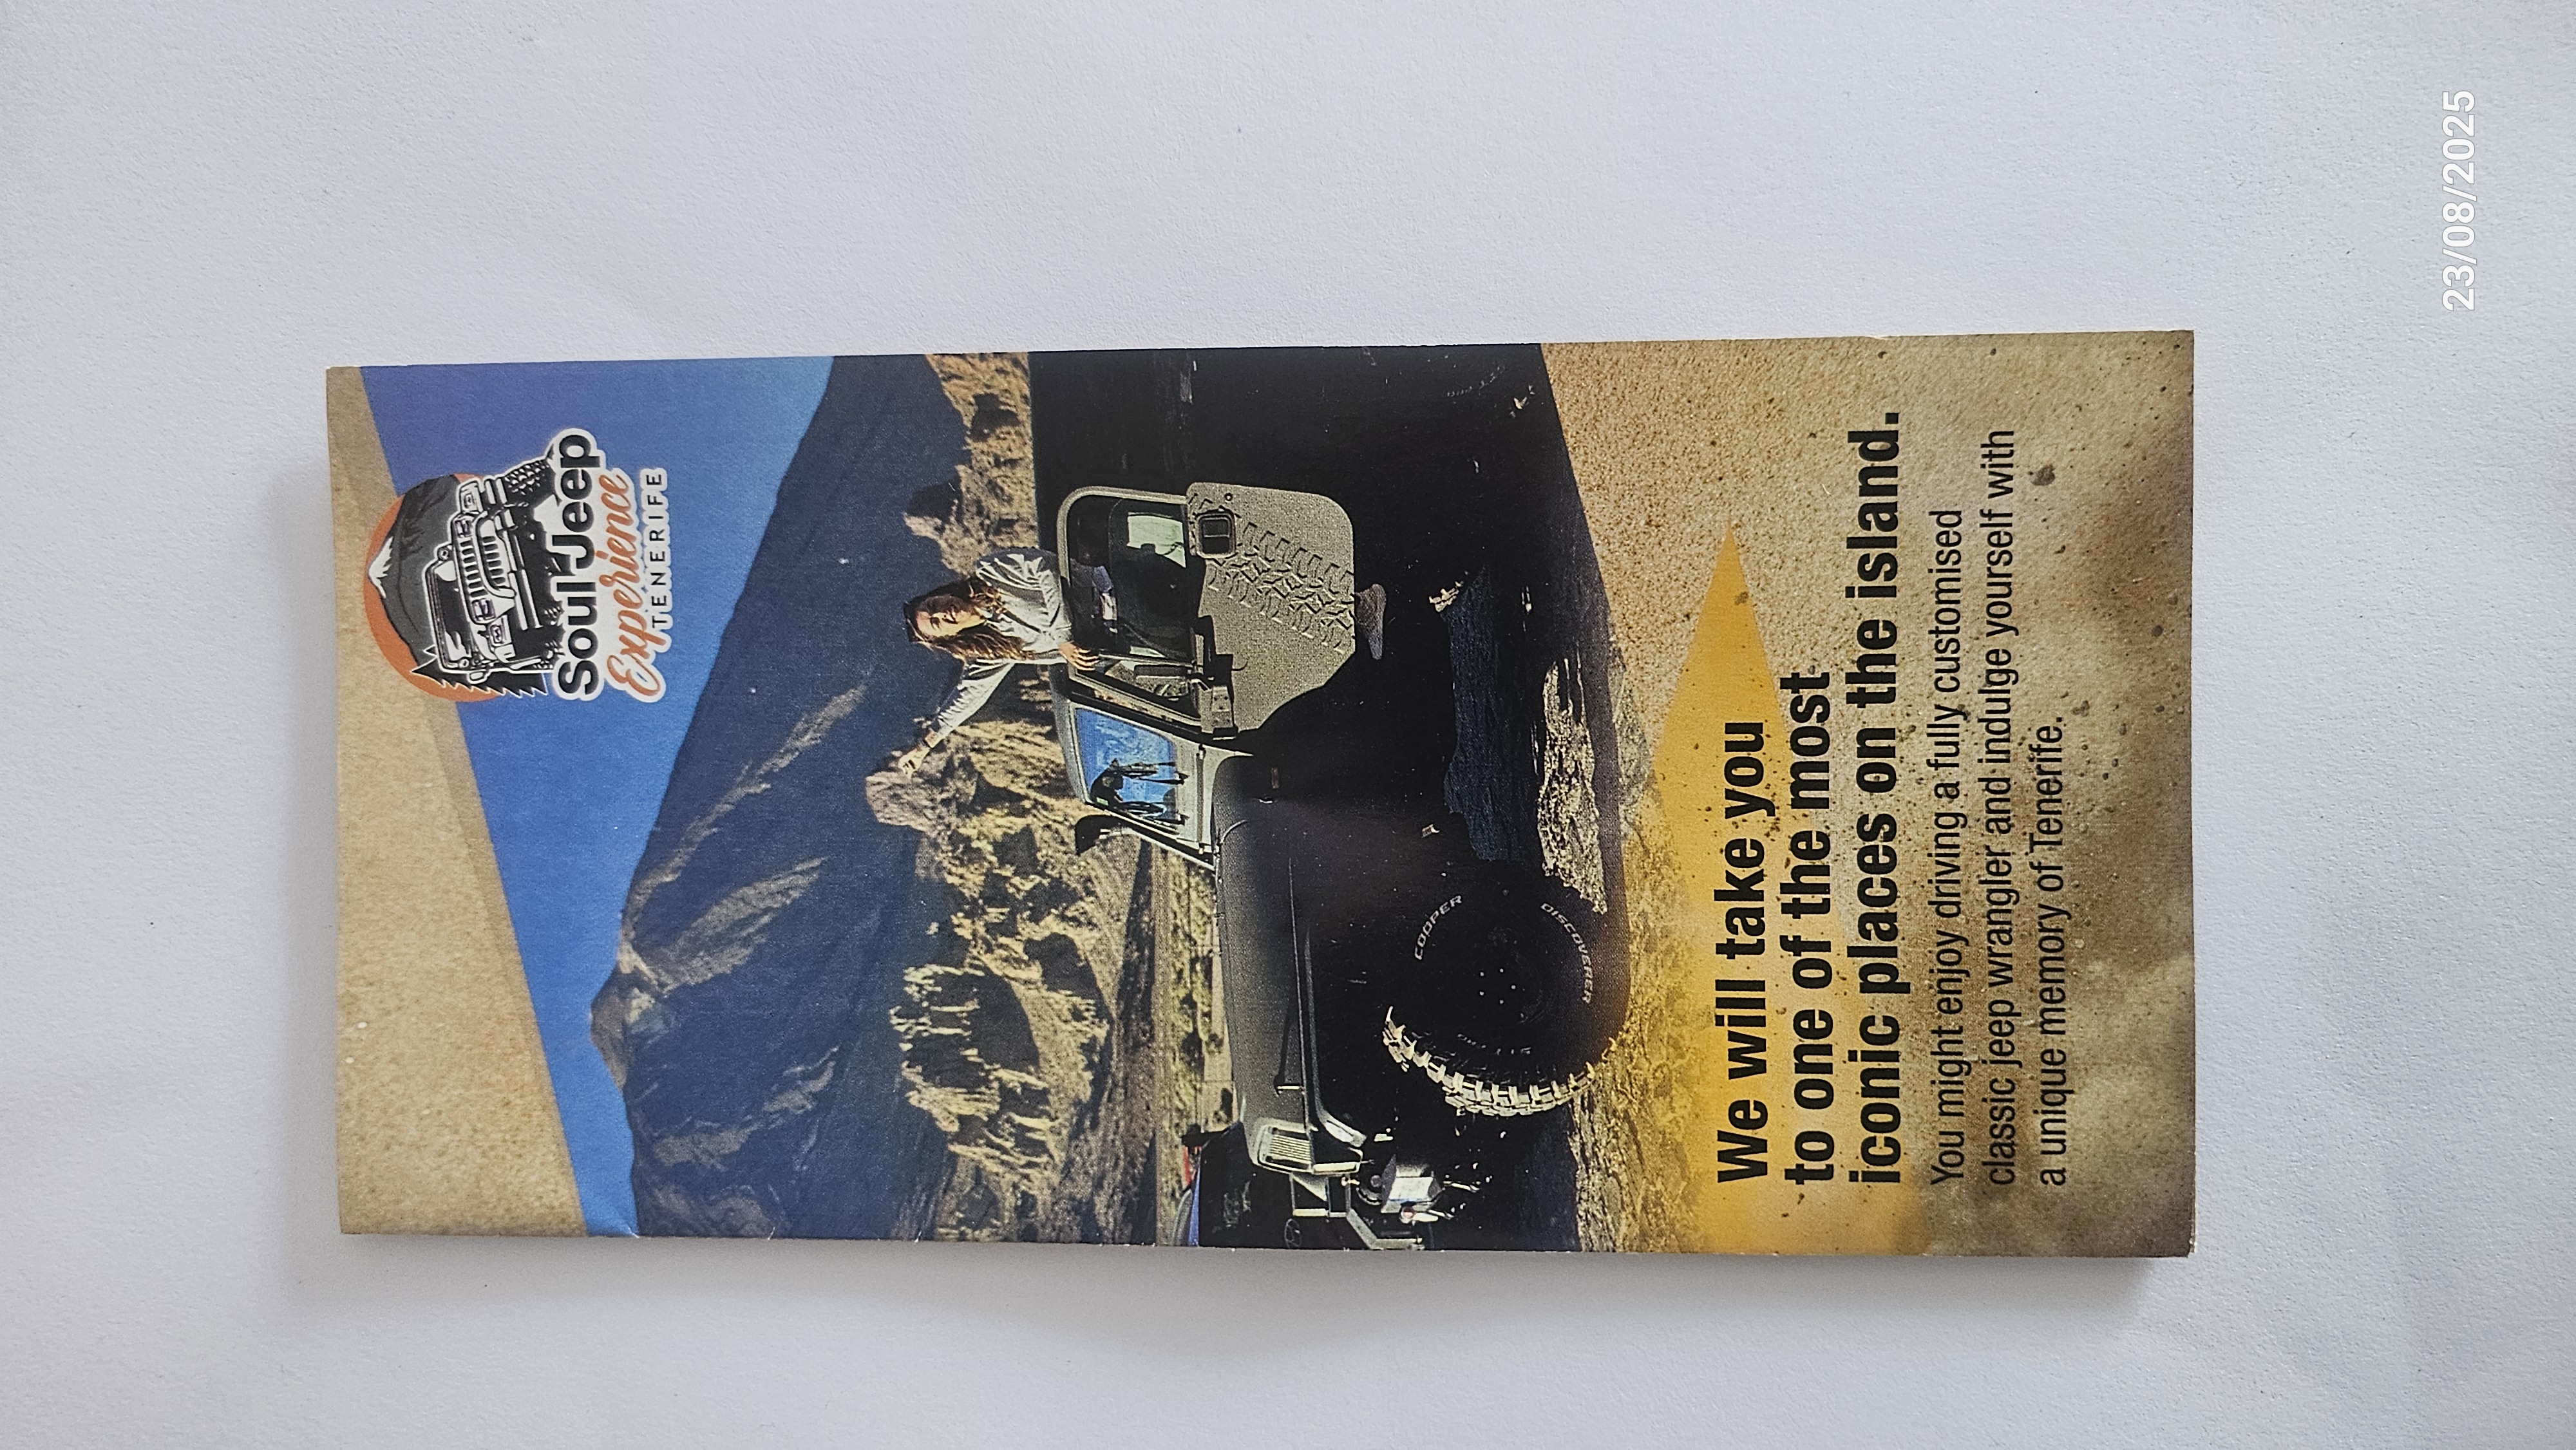 Soul Jeep
Experience
TENERIFE
COOPER
DISCOVERER
We will take you
to one of the most
iconic places on the island.
You might enjoy driving a fully customised
classic jeep wrangler and indulge yourself with
a unique memory of Tenerife.
23/08/2025